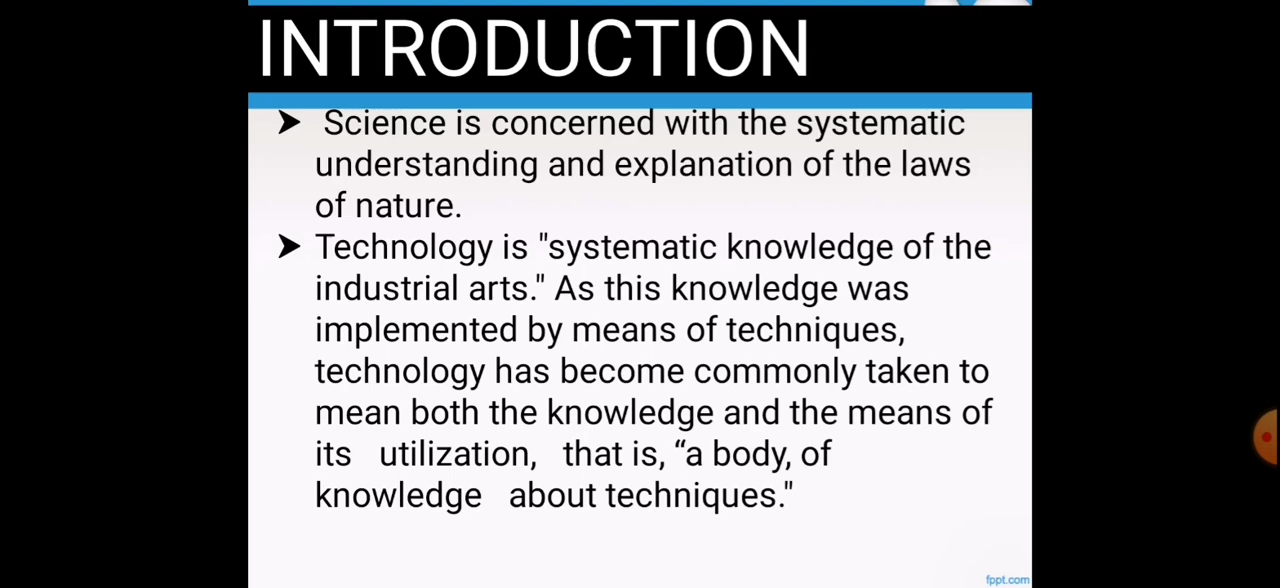 INTRODUCTION
➤ Science is concerned with the systematic
understanding and explanation of the laws
of nature.
➤ Technology is "systematic knowledge of the
industrial arts." As this knowledge was
implemented by means of techniques,
technology has become commonly taken to
mean both the knowledge and the means of
its utilization, that is, “a body, of
knowledge about techniques."
fppt.com